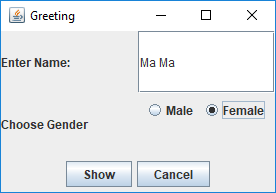 Greeting
Enter Name: Ma Ma
Male Female
Choose Gender
Show Cancel